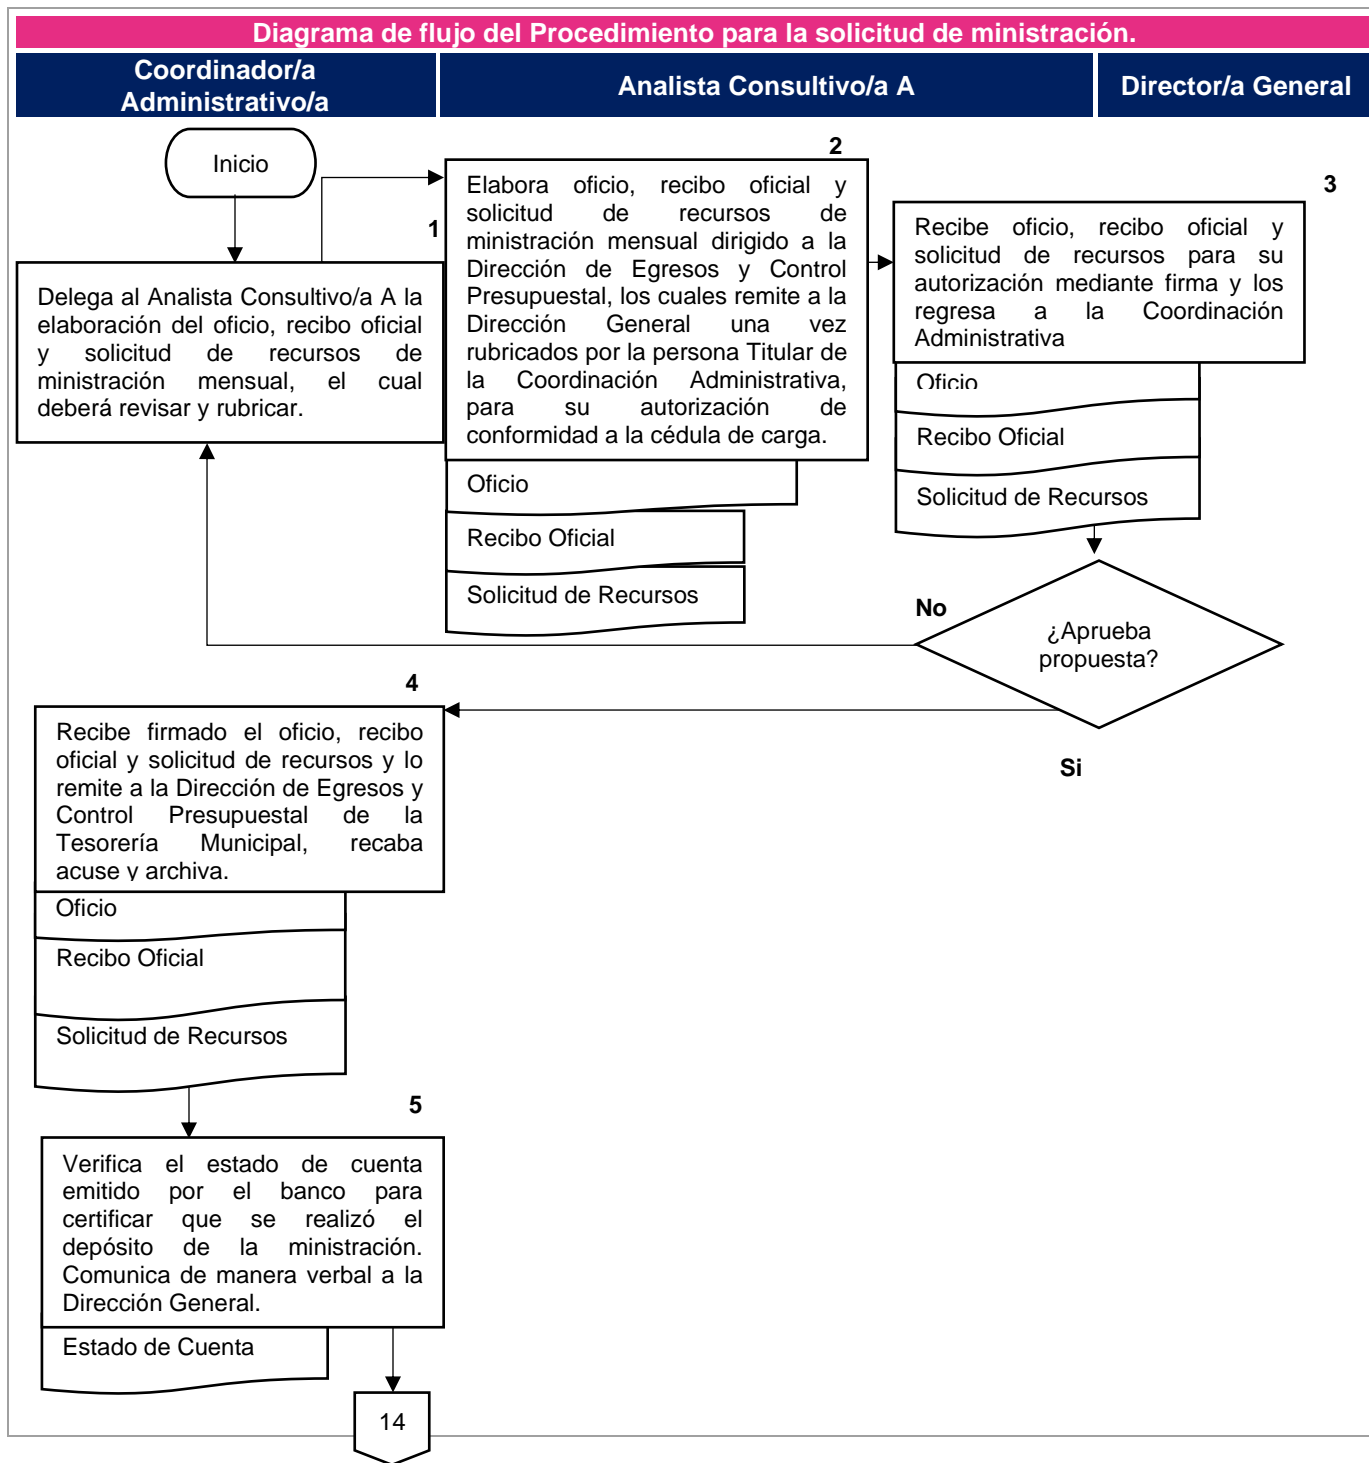 Diagrama de flujo del Procedimiento para la solicitud de ministración.
Coordinador/a
Administrativo/a
Analista Consultivo/a A
Director/a General
Inicio
1
Delega al Analista Consultivo/a A la
elaboración del oficio, recibo oficial
y solicitud de recursos de
ministración mensual, el cual
deberá revisar y rubricar.
2
Elabora oficio, recibo oficial y
solicitud de recursos de
ministración mensual dirigido a la
Dirección de Egresos y Control
Presupuestal, los cuales remite a la
Dirección General una vez
rubricados por la persona Titular de
la Coordinación Administrativa,
para su autorización de
conformidad a la cédula de carga.
Oficio
Recibo Oficial
Solicitud de Recursos
3
Recibe oficio, recibo oficial y
solicitud de recursos para su
autorización mediante firma y los
regresa a la Coordinación
Administrativa
Oficio
Recibo Oficial
Solicitud de Recursos
No
¿Aprueba
propuesta?
Si
4
Recibe firmado el oficio, recibo
oficial y solicitud de recursos y lo
remite a la Dirección de Egresos y
Control Presupuestal de la
Tesorería Municipal, recaba
acuse y archiva.
Oficio
Recibo Oficial
Solicitud de Recursos
5
Verifica el estado de cuenta
emitido por el banco para
certificar que se realizó el
depósito de la ministración.
Comunica de manera verbal a la
Dirección General.
Estado de Cuenta
14